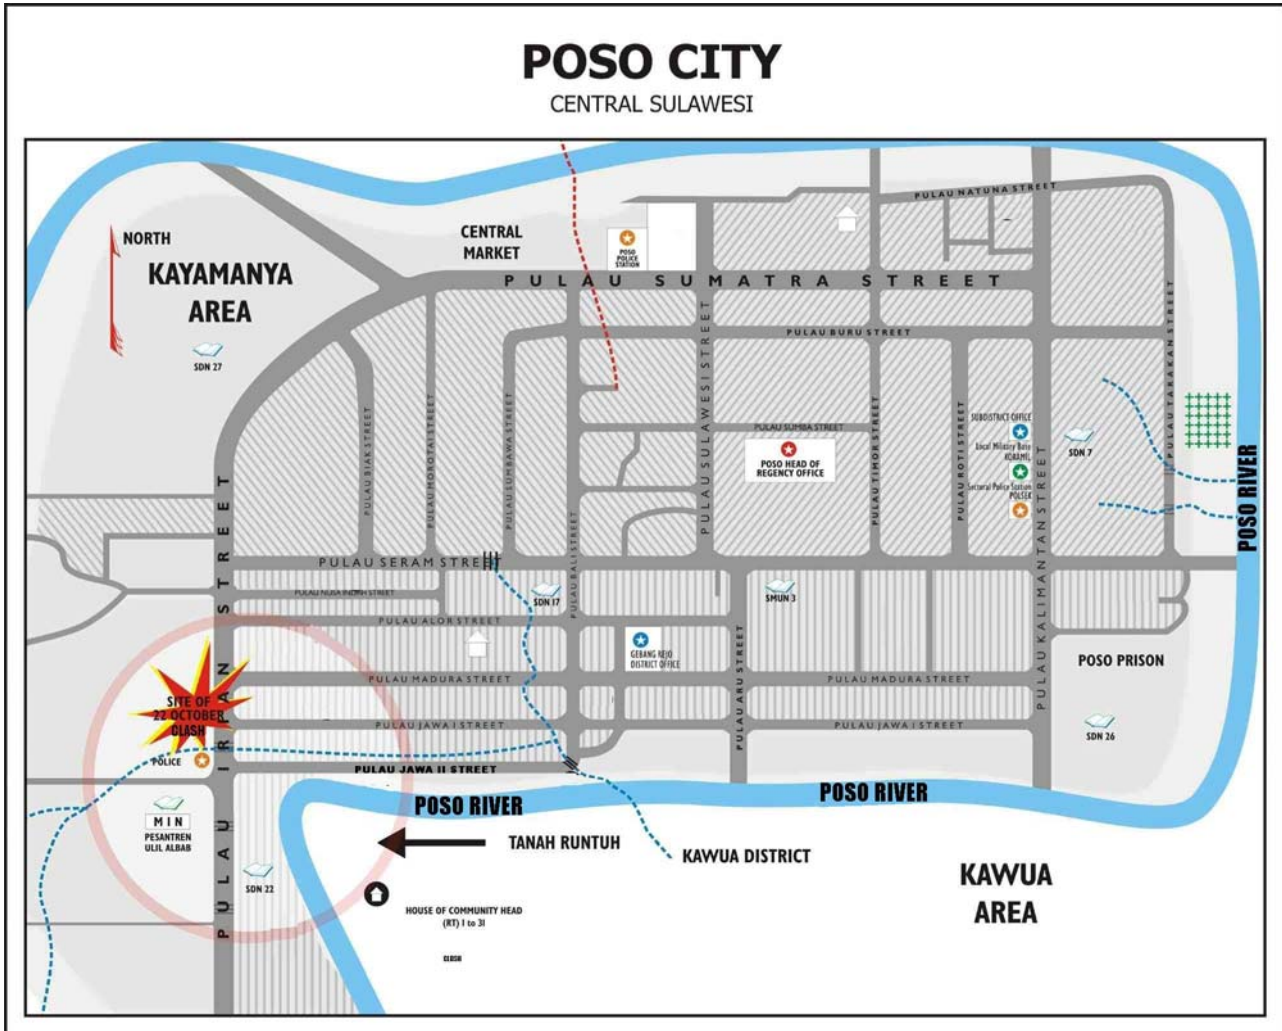 POSO CITY
CENTRAL SULAWESI
NORTH
KAYAMANYA
AREA
SDN 27
CENTRAL
MARKET
POSO
POLICE
STATION
PULAU NATUNA STREET
PULAU SUMATRA STREET
PULAU BURU STREET
PULAU BIAK STREET
PULAU MOROTAI STREET
PULAU SUMBAWA STREET
PULAU BALI STREET
PULAU SULAWESI STREET
PULAU SUMBA STREET
POSO HEAD OF
REGENCY OFFICE
PULAU TIMOR STREET
PULAU ROTI STREET
SUBDISTRICT OFFICE
Local Military Base
KORAMIL
Sectoral Police Station
POLSEK
PULAU KALIMANTAN STREET
SDN 7
PULAU TARAKAN STREET
POSO RIVER
PULAU SERAM STREET
PULAU NUSA INDAH STREET
SDN 17
SMUN 3
PULAU ALOR STREET
GEBANG REJO
DISTRICT OFFICE
PULAU ARU STREET
POSO PRISON
PULAU MADURA STREET
PULAU MADURA STREET
SITE OF
22 OCTOBER
CLASH
PULAU JAWA I STREET
PULAU JAWA I STREET
SDN 26
POLICE
PULAU JAWA II STREET
PULAU IRIAN STREET
POSO RIVER
POSO RIVER
MIN
PESANTREN
ULIL ALBAB
TANAH RUNTUH
KAWUA DISTRICT
SDN 22
KAWUA
AREA
HOUSE OF COMMUNITY HEAD
(RT) 1 to 31
CLOSH